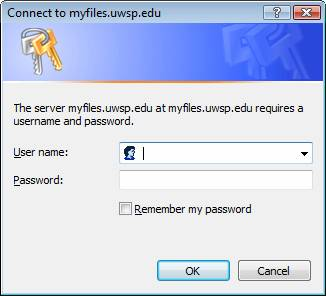 Connect to myfiles.uwsp.edu
The server myfiles.uwsp.edu at myfiles.uwsp.edu requires a
username and password.
User name:
Password:
Remember my password
OK
Cancel